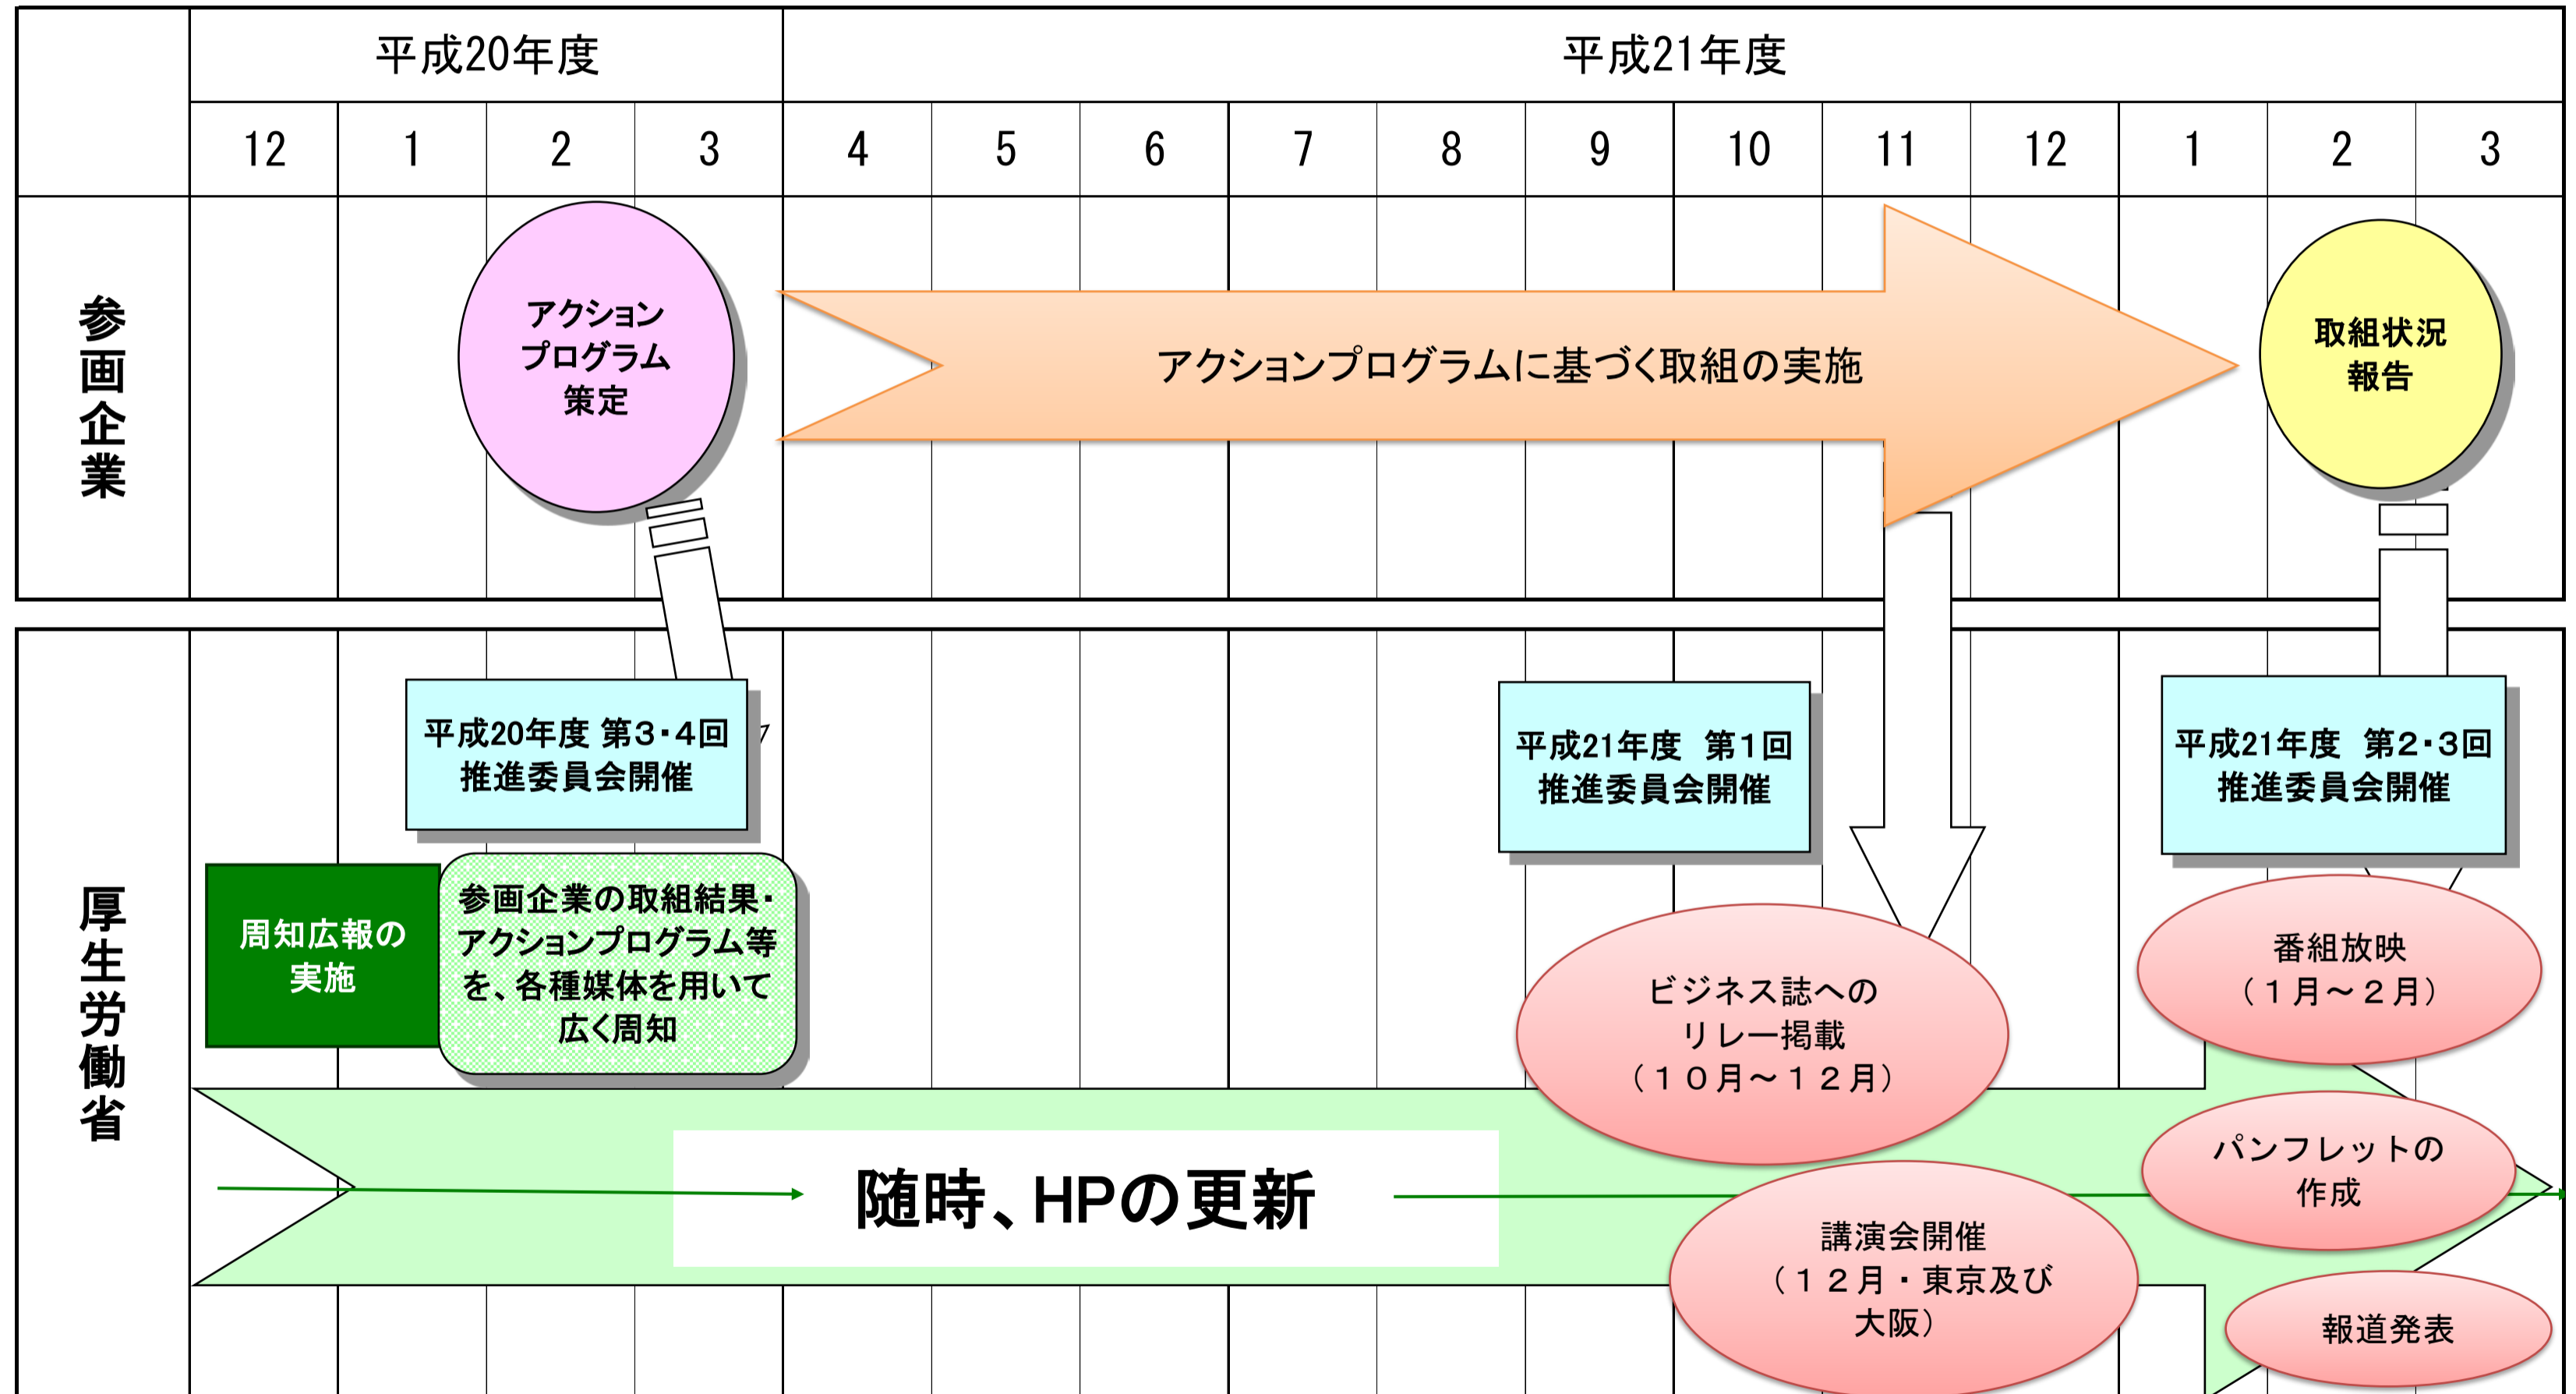 平成20年度
平成21年度
12 1 2 3 4 5 6 7 8 9 10 11 12 1 2 3
参画企業
アクション
プログラム
策定
アクションプログラムに基づく取組の実施
取組状況
報告
厚生労働省
平成20年度 第3・4回
推進委員会開催
平成21年度 第1回
推進委員会開催
平成21年度 第2・3回
推進委員会開催
周知広報の
実施
参画企業の取組結果・
アクションプログラム等
を、各種媒体を用いて
広く周知
ビジネス誌への
リレー掲載
(10月~12月)
番組放映
(1月~2月)
随時、HPの更新
パンフレットの
作成
講演会開催
(12月・東京及び
大阪)
報道発表